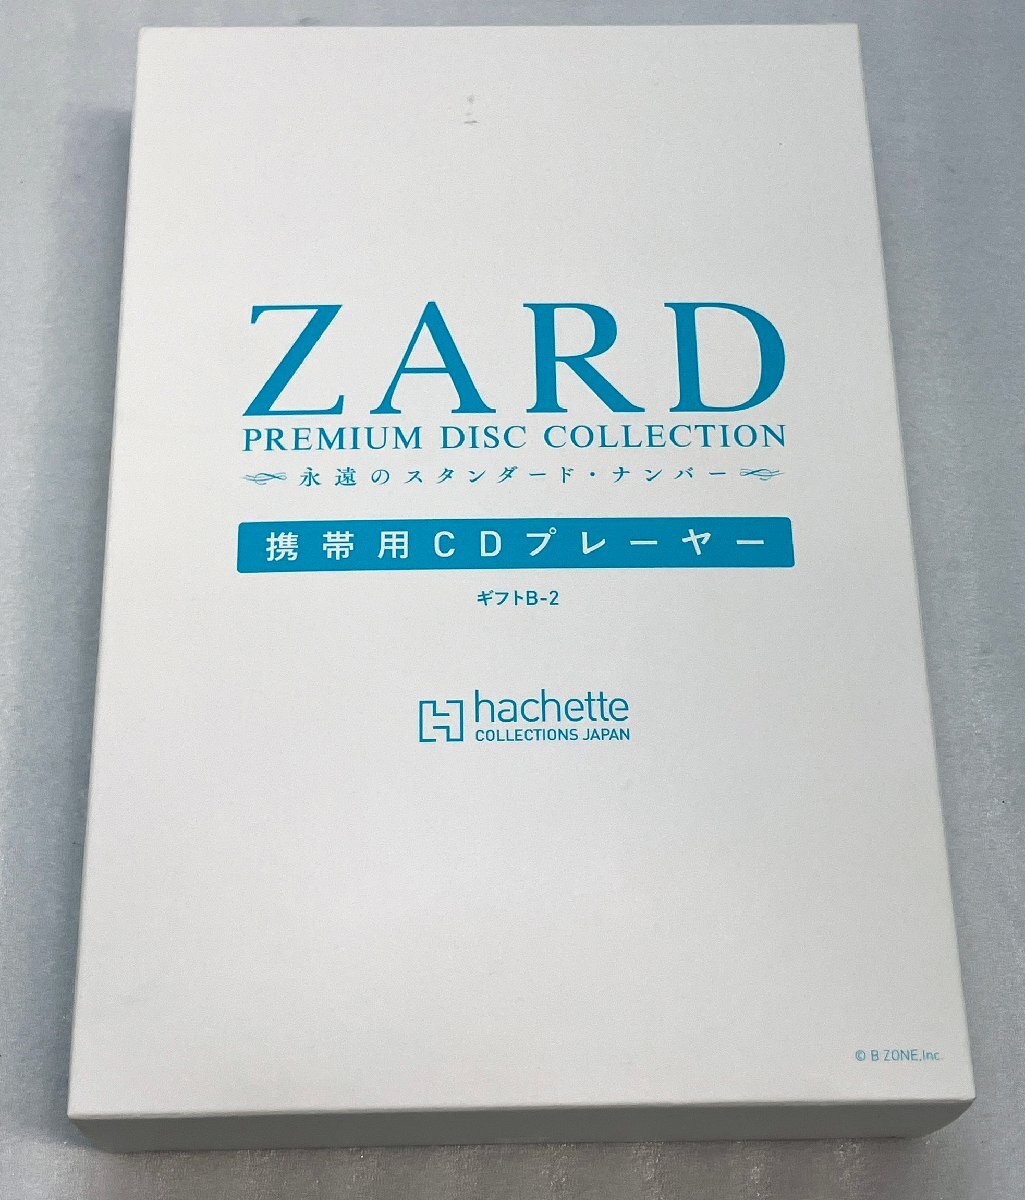 ZARD
PREMIUM DISC COLLECTION
永遠のスタンダード・ナンバー
携帯用CDプレーヤー
ギフトB-2
hachette
COLLECTIONS JAPAN
© B ZONE,Inc.